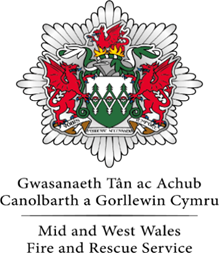 Gwasanaeth Tân ac Achub
Canolbarth a Gorllewin Cymru
Mid and West Wales
Fire and Rescue Service